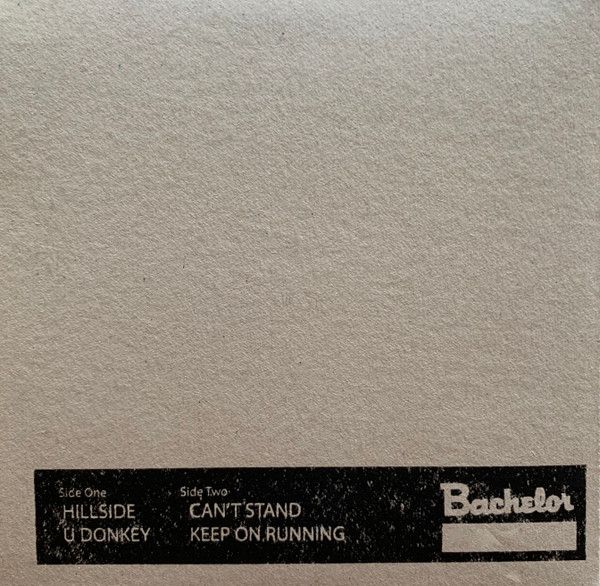 Side One
HILLSIDE
U DONKEY
Side Two
CAN'T STAND
KEEP ON RUNNING
Bachelor